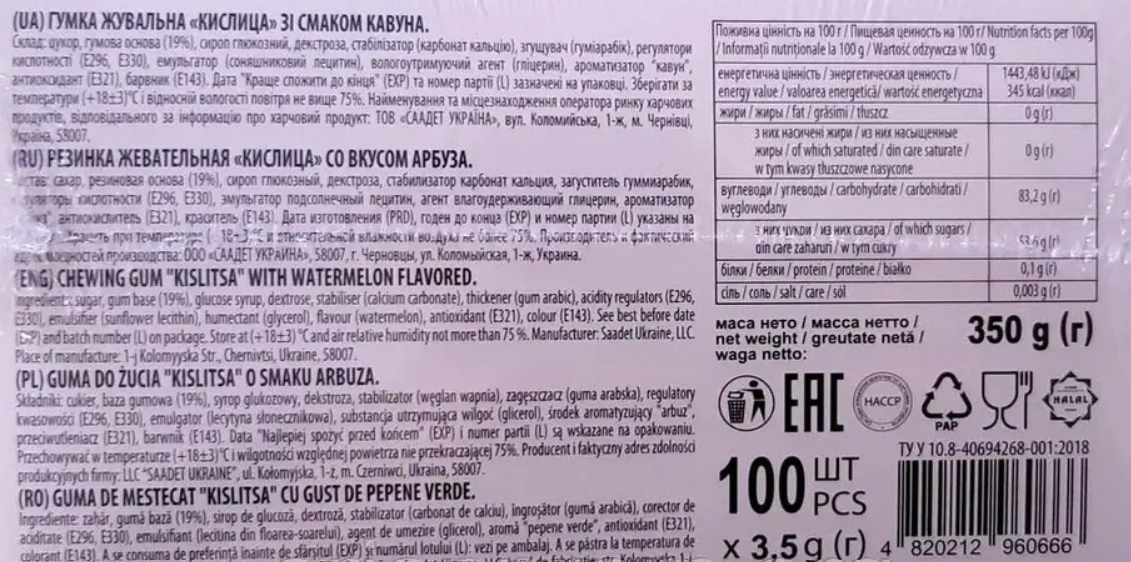 (UA) ГУМКА ЖУВАЛЬНА «КИСЛИЦА» ЗІ СМАКОМ КАВУНА.
Склад: цукор, гумова основа (19%), сироп глюкозний, декстроза, стабілізатор (карбонат кальцію), згущувач (гуміарабік), регулятори
кислотності (Е296, Е330), емульгатор (соняшниковий лецитин), вологоутримуючий агент (гліцерин), ароматизатор "кавун",
антиоксидант (Е321), барвник (Е143). Дата "Краще спожити до кінця" (EXP) та номер партії (L) зазначені на упаковці. Зберігати за
температури (+18±3)°С і відносній вологості повітря не вище 75%. Найменування та місцезнаходження оператора ринку харчових
продуктів, відповідального за інформацію про харчовий продукт: ТОВ «СААДЕТ УКРАЇНА», вул. Коломийська, 1-ж, м. Чернівці,
Україна, 58007.
(RU) РЕЗИНКА ЖЕВАТЕЛЬНАЯ «КИСЛИЦА» СО ВКУСОМ АРБУЗА.
сахар, резиновая основа (19%), сироп глюкозный, декстроза, стабилизатор карбонат кальция, загуститель гуммиарабик,
кислотности (Е296, Е330), эмульгатор подсолнечный лецитин, агент влагоудерживающий глицерин, ароматизатор
антиокислитель (Е321), краситель (Е143). Дата изготовления (PRD), годен до конца (EXP) и номер партии (L) указаны на
Хранить при температуре ( 18±3)°С и относительной влажности воздуха не более 75%. Производитель и фактический
мощностей производства: ООО «СААДЕТ УКРАИНА», 58007, г. Черновцы, ул. Коломыйская, 1-ж, Украина.
(ENG) CHEWING GUM "KISLITSA" WITH WATERMELON FLAVORED.
Ingredients: sugar, gum base (19%), glucose syrup, dextrose, stabiliser (calcium carbonate), thickener (gum arabic), acidity regulators (E296,
E330), emulsifier (sunflower lecithin), humectant (glycerol), flavour (watermelon), antioxidant (E321), colour (E143). See best before date
(EXP) and batch number (L) on package. Store at (+18±3) °C and air relative humidity not more than 75 %. Manufacturer: Saadet Ukraine, LLC.
Place of manufacture: 1-j Kolomyyska Str., Chernivtsi, Ukraine, 58007.
(PL) GUMA DO ŻUCIA "KISLITSA" O SMAKU ARBUZA.
Składniki: cukier, baza gumowa (19%), syrop glukozowy, dekstroza, stabilizator (węglan wapnia), zagęszczacz (guma arabska), regulatory
kwasowości (E296, E330), emulgator (lecytyna słonecznikowa), substancja utrzymująca wilgoć (glicerol), środek aromatyzujący "arbuz",
przeciwutleniacz (E321), barwnik (E143). Data "Najlepiej spożyć przed końcem" (EXP) i numer partii (L) są wskazane na opakowaniu.
Przechowywać w temperaturze (+18±3)°C i wilgotności względnej powietrza nie przekraczającej 75%. Producent i faktyczny adres zdolności
produkcyjnych firmy: LLC "SAADET UKRAINE", ul. Kołomyjska, 1-z, m. Czerniwci, Ukraina, 58007.
(RO) GUMA DE MESTECAT "KISLITSA" CU GUST DE PEPENE VERDE.
Ingrediente: zahăr, gumă bază (19%), sirop de glucoză, dextroză, stabilizator (carbonat de calciu), îngroșător (gumă arabică), corector de
aciditate (E296, E330), emulsifiant (lecitina din floarea-soarelui), agent de umezire (glicerol), aromă "pepene verde", antioxidant (E321),
colorant (E143). A se consuma de preferință înainte de sfârșitul (EXP) și numărul lotului (L): vezi pe ambalaj. A se păstra la temperatura de
Поживна цінність на 100 г / Пищевая ценность на 100 г/ Nutrition facts per 100g
/ Informații nutriționale la 100 g / Wartość odżywcza w 100 g
енергетична цінність / энергетическая ценность / 1443,48 kJ (кДж)
energy value / valoarea energetică/ wartość energetyczna 345 kcal (ккал)
жири / жиры / fat / grăsimi / tłuszcz 0 g (г)
з них насичені жири / из них насыщенные
жиры / of which saturated / din care saturate / 0 g (г)
w tym kwasy tłuszczowe nasycone
вуглеводи / углеводы / carbohydrate / carbohidrati / 83,2 g (г)
węglowodany
з них цукри / из них сахара / of which sugars / 53,6 g (г)
din care zaharuri / w tym cukry
білки / белки / protein / proteine / białko 0,1 g (г)
сіль / соль / salt / care / sól 0,003 g (г)
маса нето / масса нетто /
net weight / greutate netă /
waga netto:
350 g (г)
EAC
HACCP
PAP
HALAL
ТУ У 10.8-40694268-001:2018
100 ШТ
PCS
x 3,5 g (г)
4 820212 960666